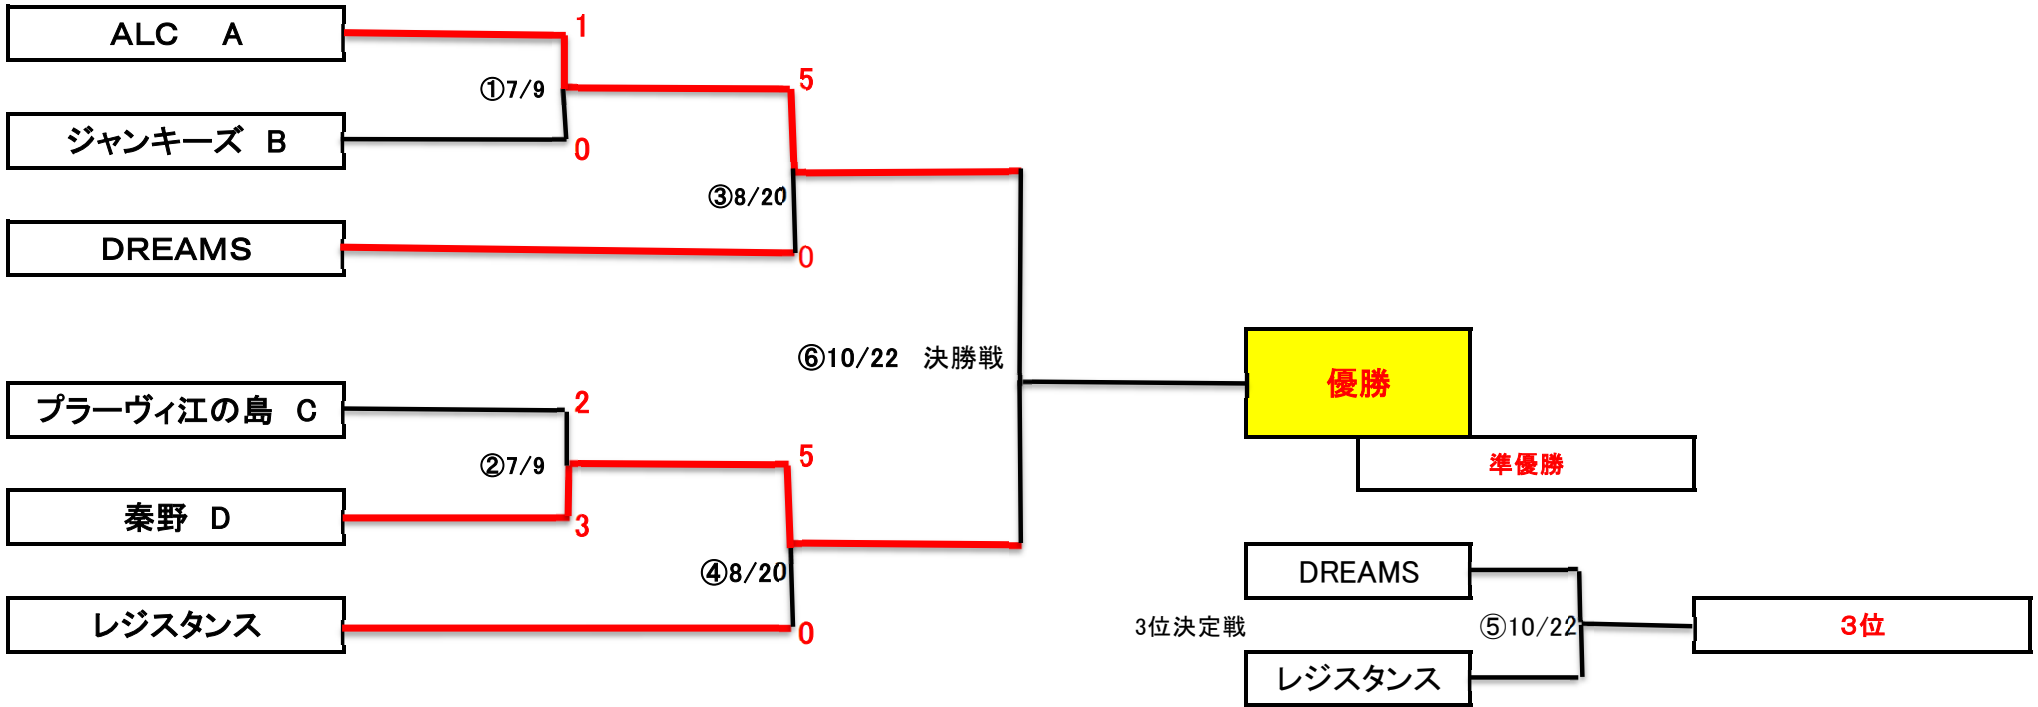 ALC　A
1
①7/9
5
ジャンキーズ　B
0
③8/20
DREAMS
0
⑥10/22　決勝戦
優勝
プラーヴィ江の島　C
2
②7/9
5
準優勝
秦野　D
3
④8/20
DREAMS
レジスタンス
0
3位決定戦
⑤10/22
3位
レジスタンス